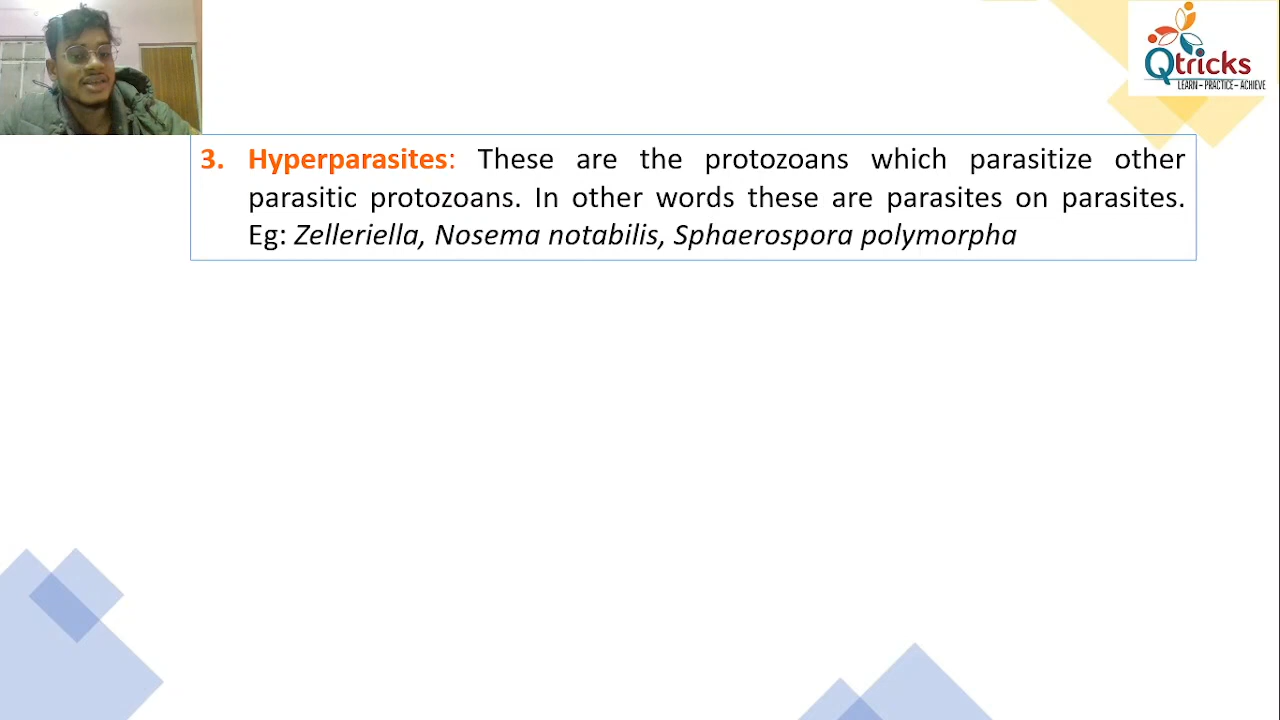 Qtricks
LEARN – PRACTICE – ACHIEVE
3. Hyperparasites: These are the protozoans which parasitize other
parasitic protozoans. In other words these are parasites on parasites.
Eg: Zelleriella, Nosema notabilis, Sphaerospora polymorpha